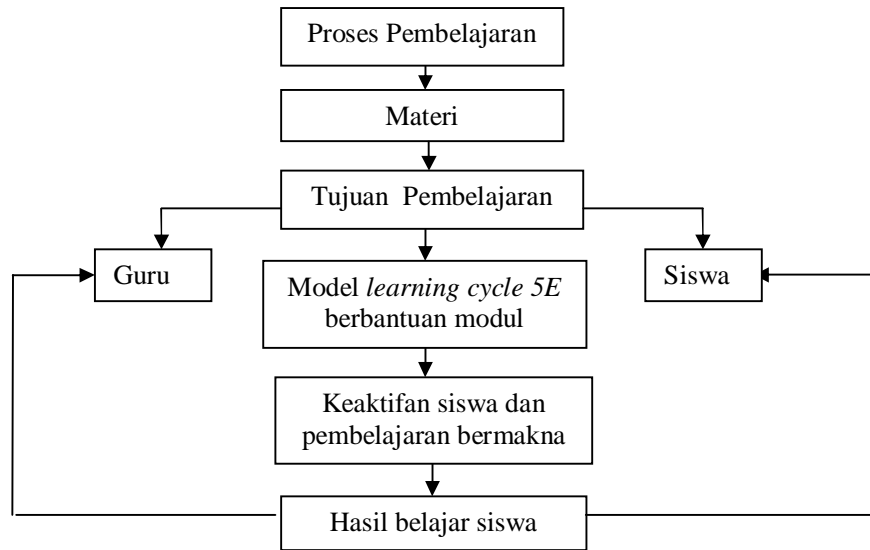 Proses Pembelajaran
Materi
Tujuan Pembelajaran
Guru
Siswa
Model learning cycle 5E
berbantuan modul
Keaktifan siswa dan
pembelajaran bermakna
Hasil belajar siswa